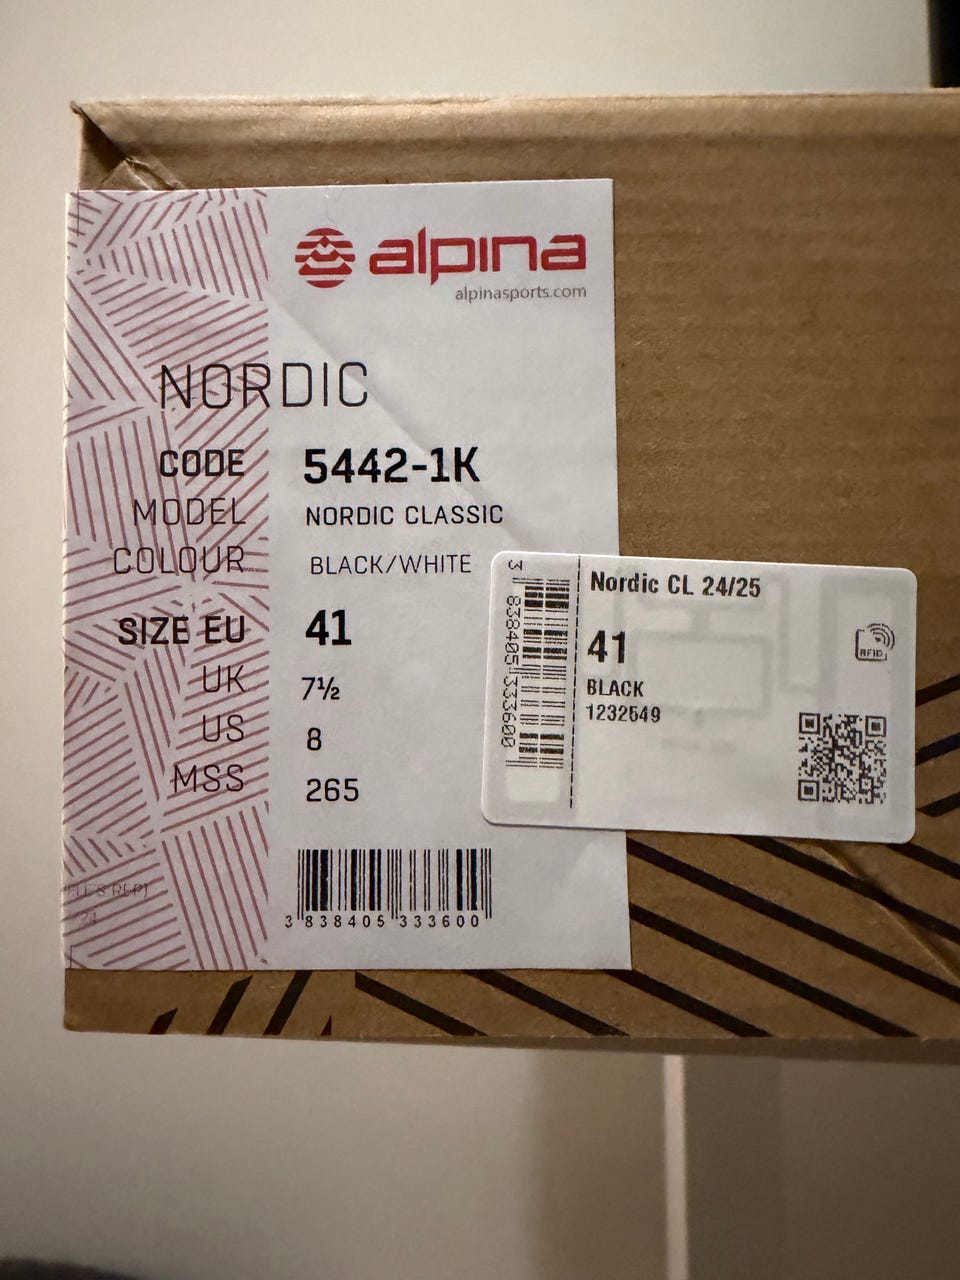 alpina
alpinasports.com
NORDIC
CODE 5442-1K
MODEL NORDIC CLASSIC
COLOUR BLACK/WHITE
SIZE EU 41
UK 7½
US 8
MSS 265
3 838405 333600
Nordic CL 24/25
41
BLACK
1232549
RFID
3 838405 333600